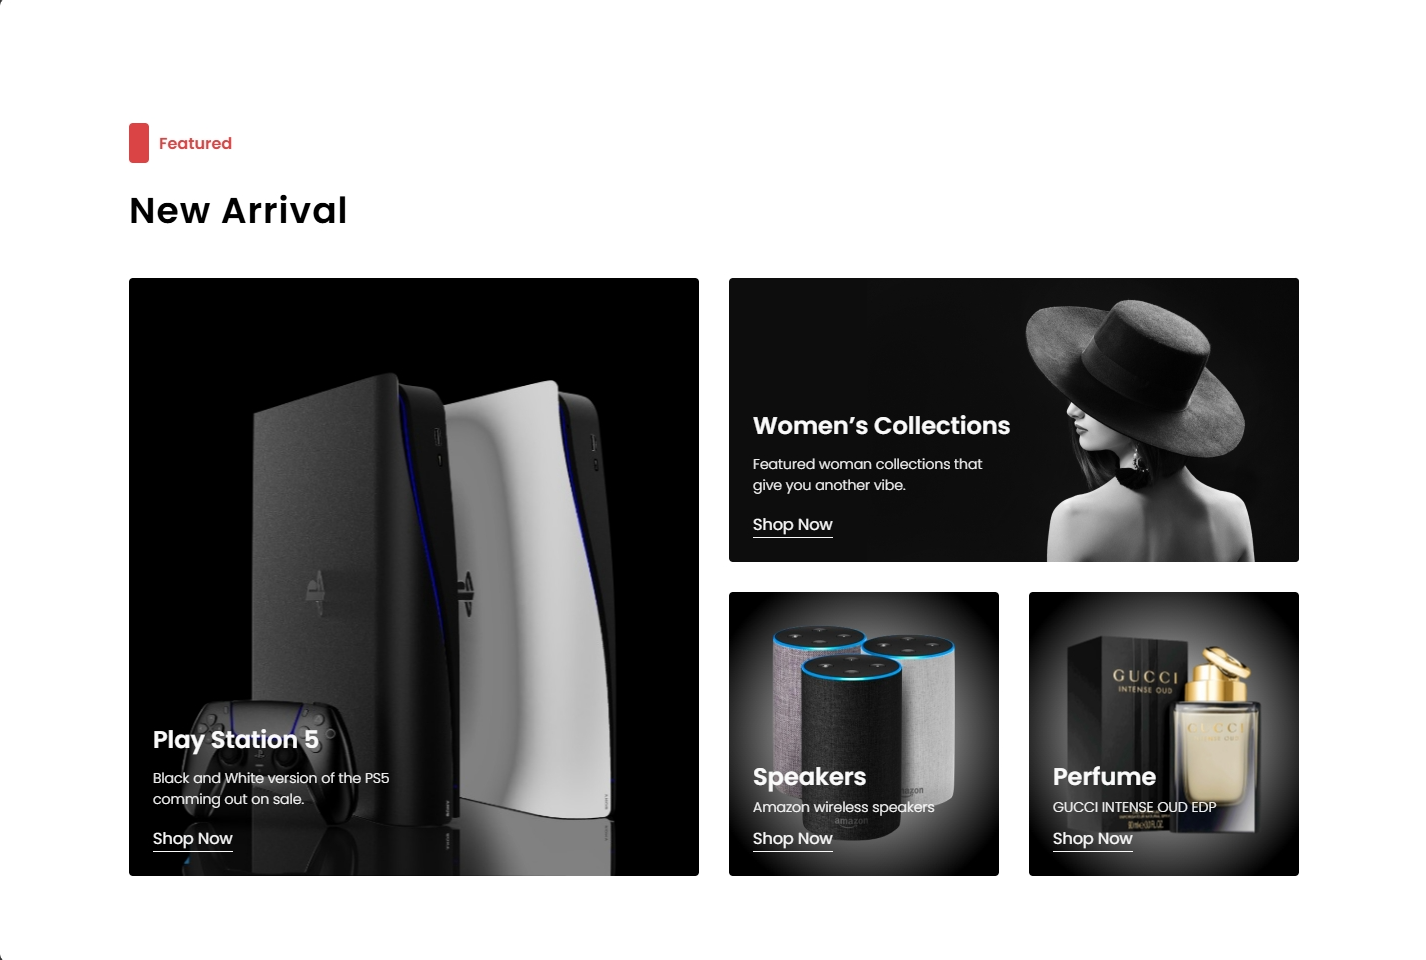 Featured
New Arrival
Play Station 5
Black and White version of the PS5
comming out on sale.
Shop Now
Women’s Collections
Featured woman collections that
give you another vibe.
Shop Now
amazon
Speakers
Amazon wireless speakers
Shop Now
GUCCI
INTENSE OUD
GUCCI
Perfume
GUCCI INTENSE OUD EDP
Shop Now